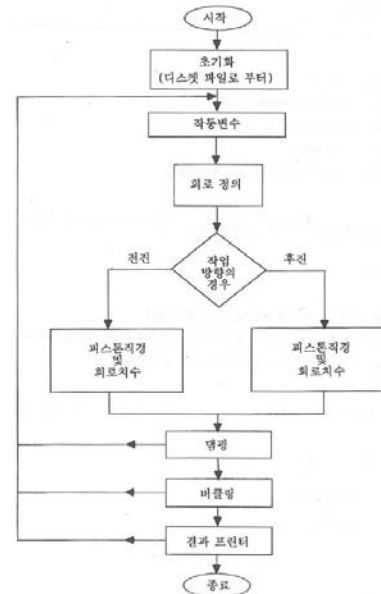 시작
초기화
(디스켓 파일로 부터)
작동변수
회로 정의
작업
방향의
경우
전진
후진
피스톤직경
및
회로치수
피스톤직경
및
회로치수
댐핑
버클링
결과 프린터
종료